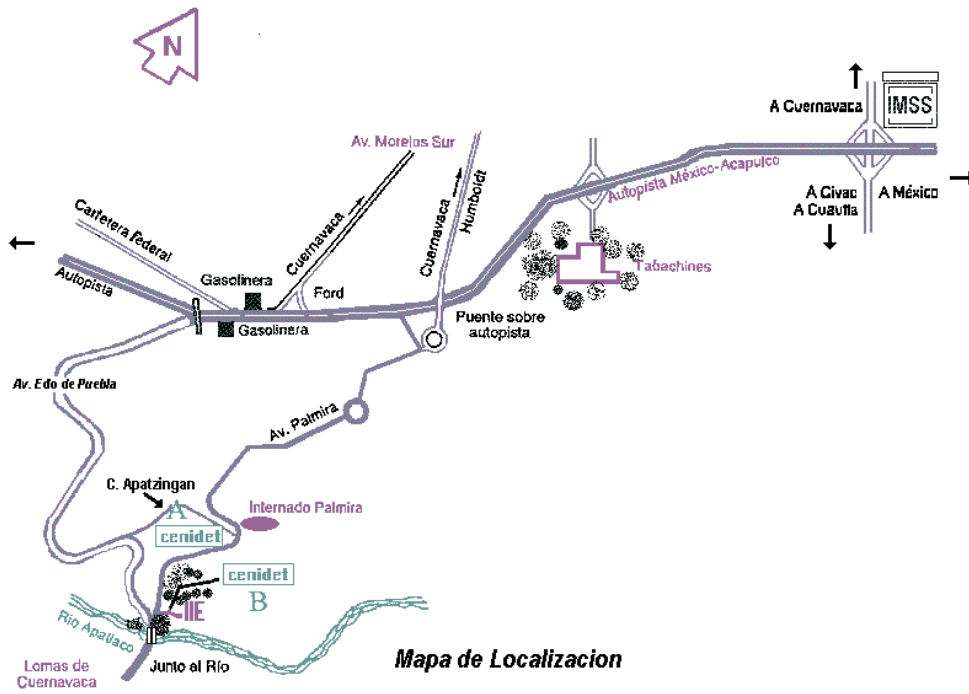 N
A Cuernavaca
IMSS
Av. Morelos Sur
Autopista México-Acapulco
A Civac
A Cuautla
A México
Carretera Federal
Cuernavaca
Cuernavaca
Humboldt
Autopista
Gasolinera
Ford
Tabachines
Gasolinera
Puente sobre
autopista
Av. Edo de Puebla
Av. Palmira
C. Apatzingan
A
Internado Palmira
cenidet
cenidet
B
IIE
Rio Apatlaco
Lomas de
Cuernavaca
Junto al Río
Mapa de Localizacion